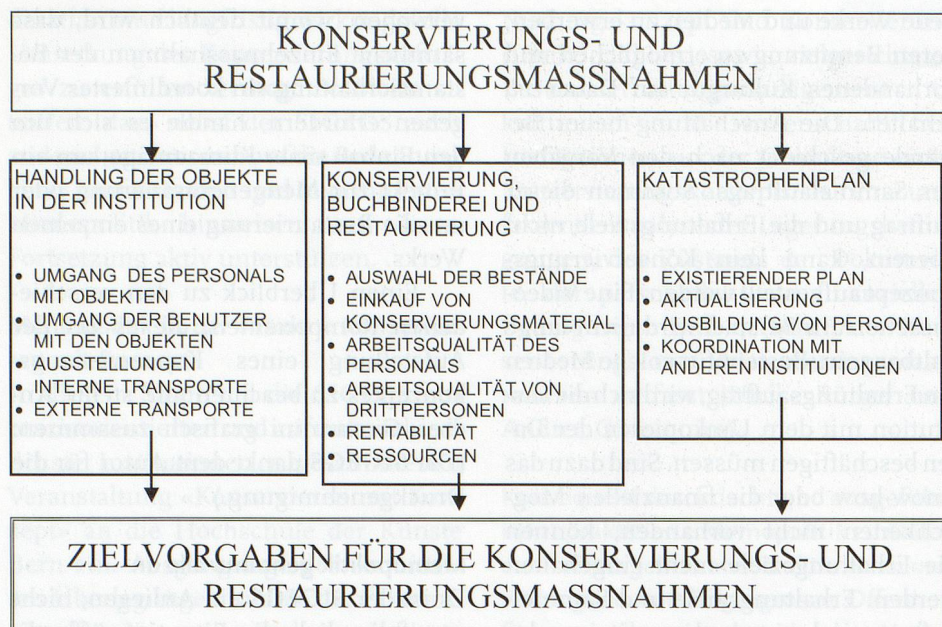 KONSERVIERUNGS- UND
RESTAURIERUNGSMASSNAHMEN
HANDLING DER OBJEKTE
IN DER INSTITUTION
• UMGANG DES PERSONALS
MIT OBJEKTEN
• UMGANG DER BENUTZER
MIT DEN OBJEKTEN
• AUSSTELLUNGEN
• INTERNE TRANSPORTE
• EXTERNE TRANSPORTE
KONSERVIERUNG,
BUCHBINDEREI UND
RESTAURIERUNG
• AUSWAHL DER BESTÄNDE
• EINKAUF VON
KONSERVIERUNGSMATERIAL
• ARBEITSQUALITÄT DES
PERSONALS
• ARBEITSQUALITÄT VON
DRITTPERSONEN
• RENTABILITÄT
• RESSOURCEN
KATASTROPHENPLAN
• EXISTIERENDER PLAN
• AKTUALISIERUNG
• AUSBILDUNG VON PERSONAL
• KOORDINATION MIT
ANDEREN INSTITUTIONEN
ZIELVORGABEN FÜR DIE KONSERVIERUNGS- UND
RESTAURIERUNGSMASSNAHMEN